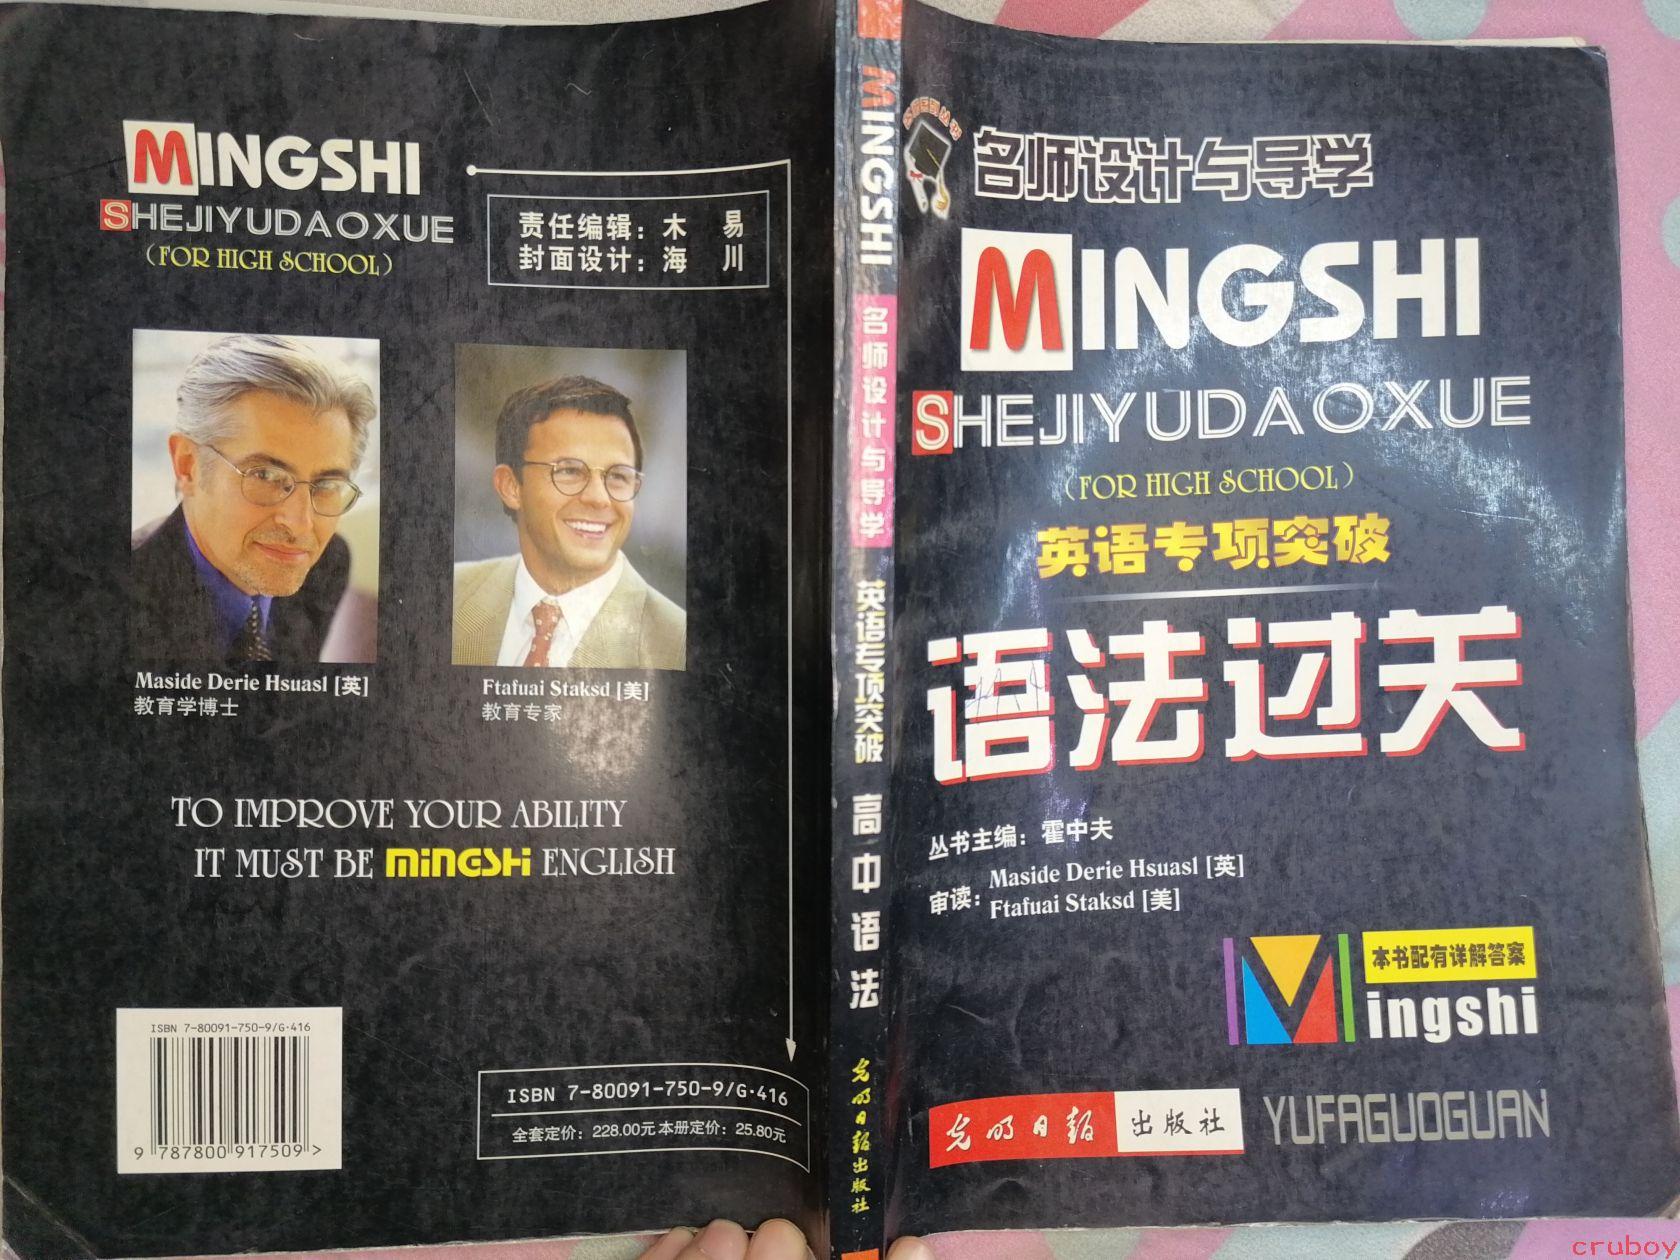 MINGSHI
SHEJIYUDAOXUE
（FOR HIGH SCHOOL）
责任编辑：木 易
封面设计：海 川
Maside Derie Hsuasl [英]
教育学博士
Ftafuai Staksd [美]
教育专家
TO IMPROVE YOUR ABILITY
IT MUST BE MINGSHI ENGLISH
ISBN 7-80091-750-9/G·416
9 787800 917509 >
ISBN 7-80091-750-9/G·416
全套定价：228.00元 本册定价：25.80元
MINGSHI
名师设计与导学
英语专项突破
高中语法
光明日报出版社
名师设计与导学
MINGSHI
SHEJIYUDAOXUE
（FOR HIGH SCHOOL）
英语专项突破
语法过关
丛书主编：霍中夫
审读：
Maside Derie Hsuasl [英]
Ftafuai Staksd [美]
本书配有详解答案
Mingshi
光明日报出版社
YUFAGUOGUAN
cruboy